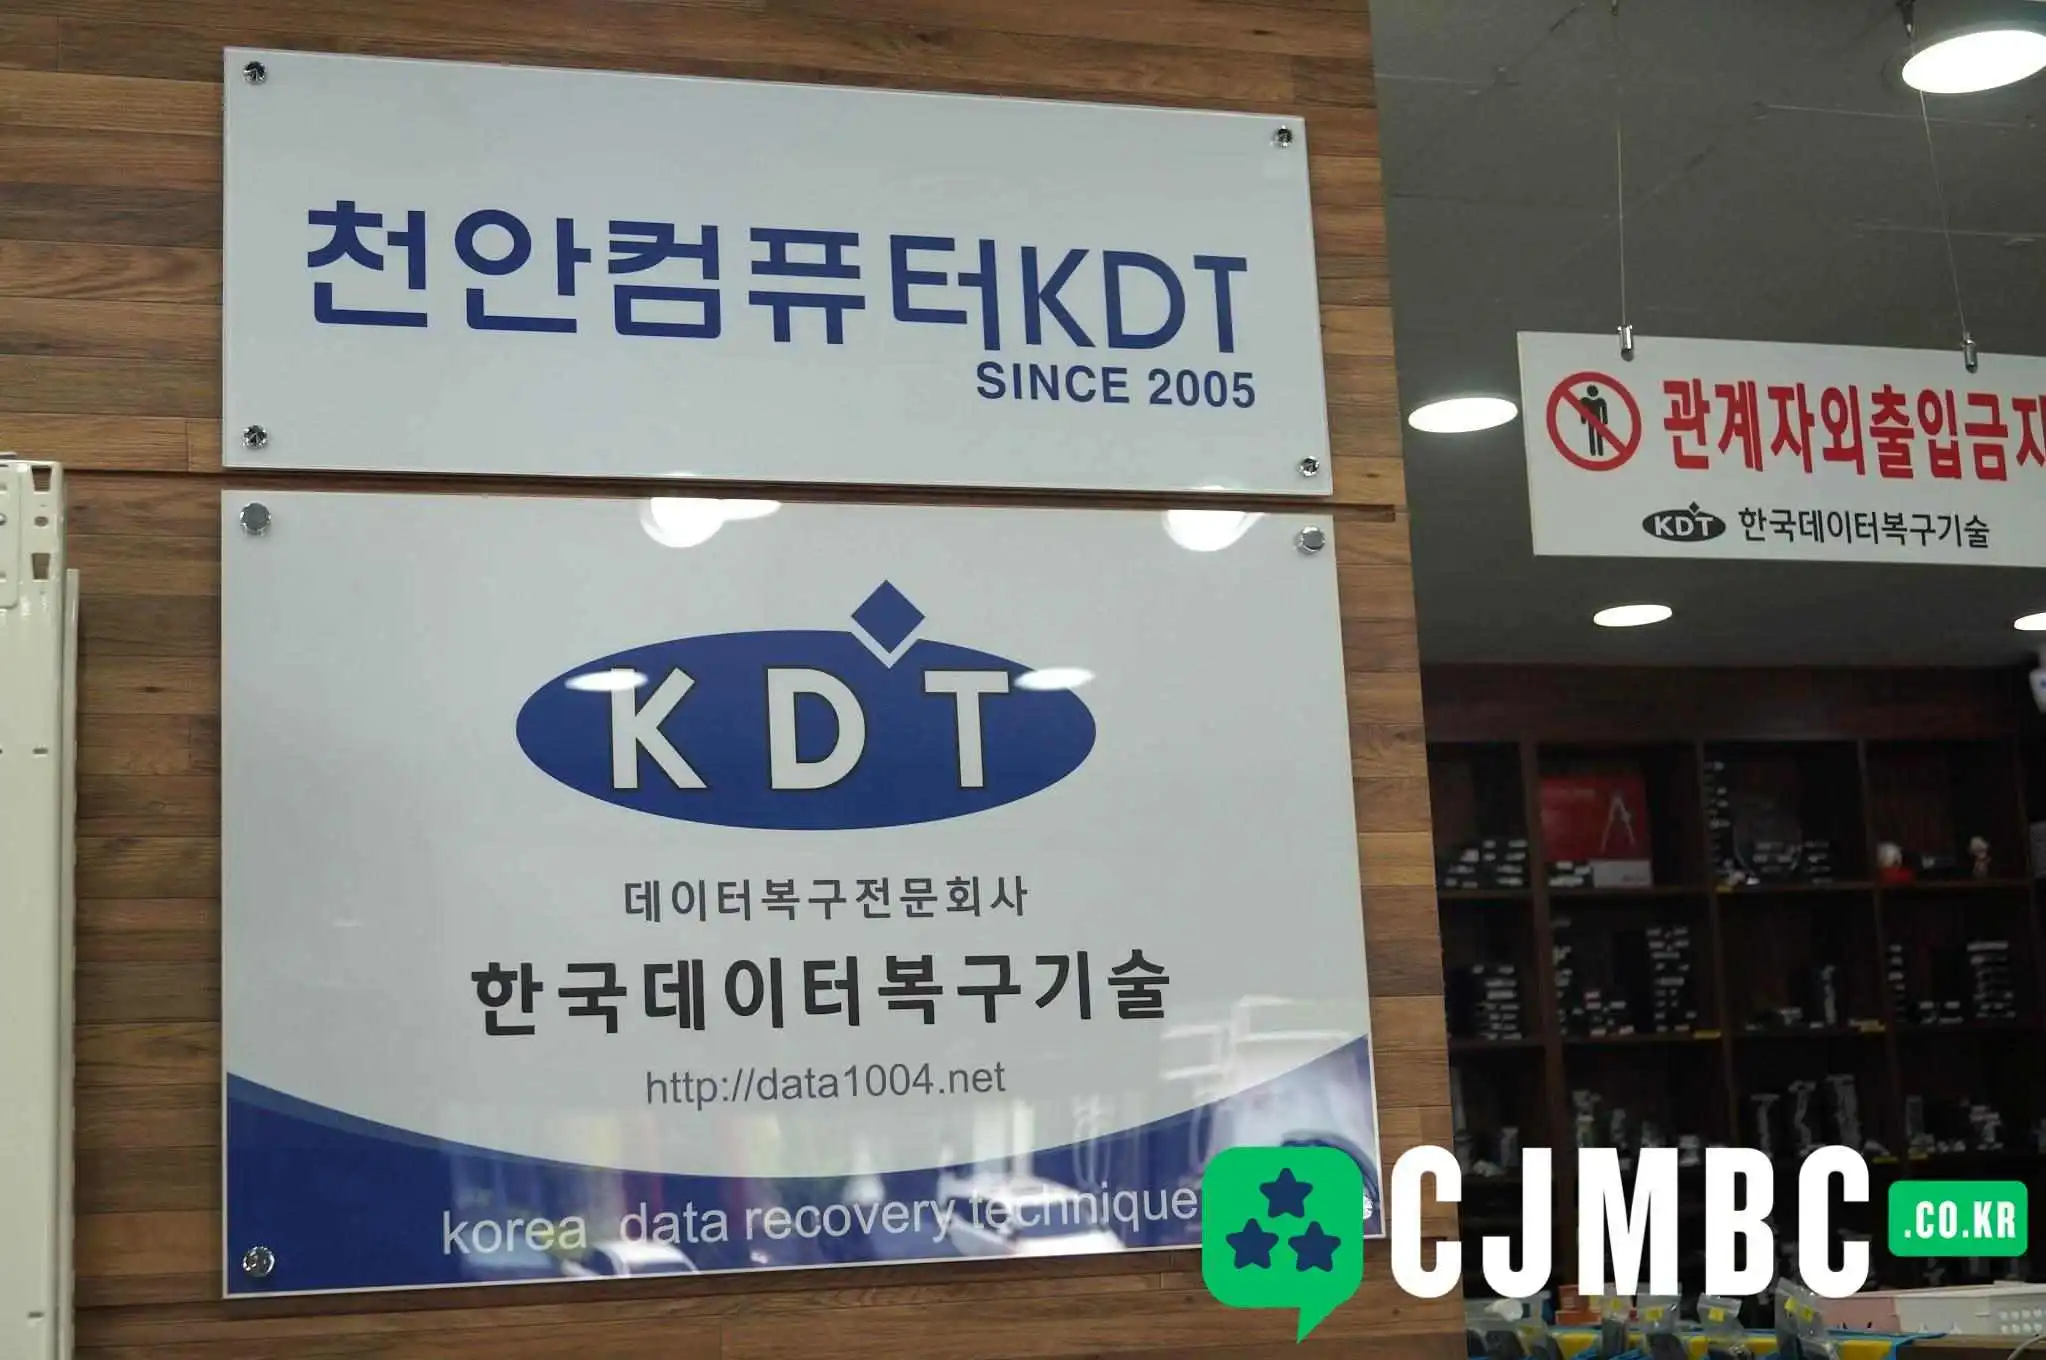 천안컴퓨터KDT
SINCE 2005
KDT
데이터복구전문회사
한국데이터복구기술
http://data1004.net
korea data recovery technique
관계자외출입금지
KDT 한국데이터복구기술
CJMBC
.CO.KR